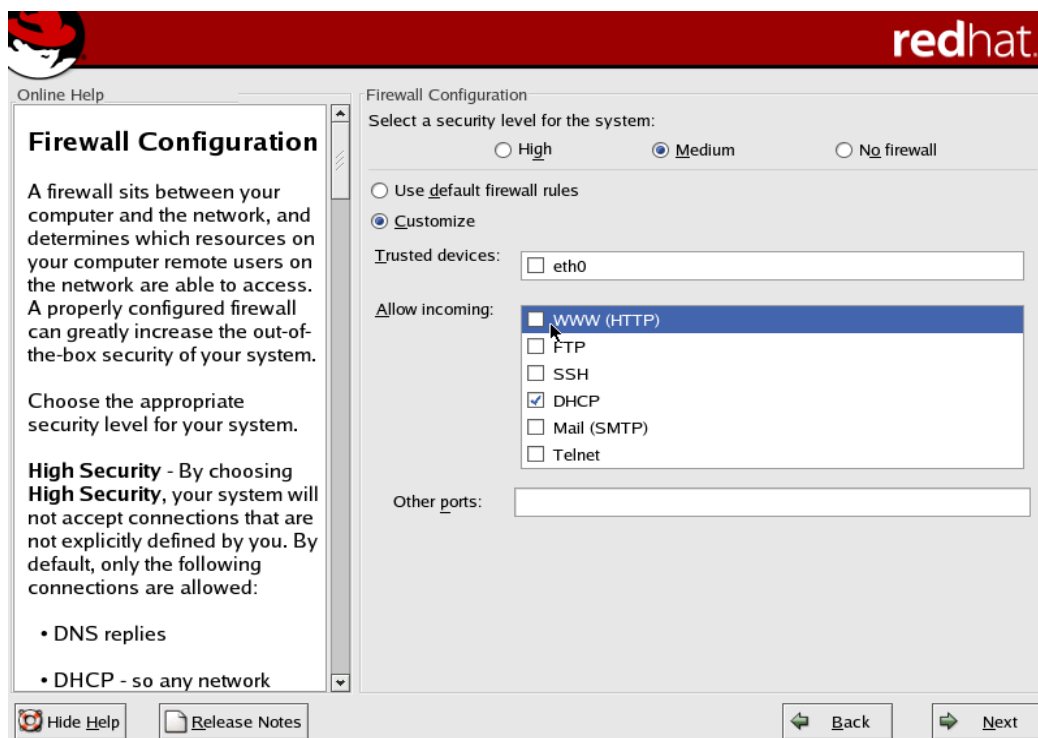 redhat.
Online Help
Firewall Configuration
A firewall sits between your
computer and the network, and
determines which resources on
your computer remote users on
the network are able to access.
A properly configured firewall
can greatly increase the out-of-
the-box security of your system.
Choose the appropriate
security level for your system.
High Security - By choosing
High Security, your system will
not accept connections that are
not explicitly defined by you. By
default, only the following
connections are allowed:
• DNS replies
• DHCP - so any network
Firewall Configuration
Select a security level for the system:
High Medium No firewall
Use default firewall rules
Customize
Trusted devices:
eth0
Allow incoming:
WWW (HTTP)
FTP
SSH
DHCP
Mail (SMTP)
Telnet
Other ports:
Hide Help Release Notes Back Next